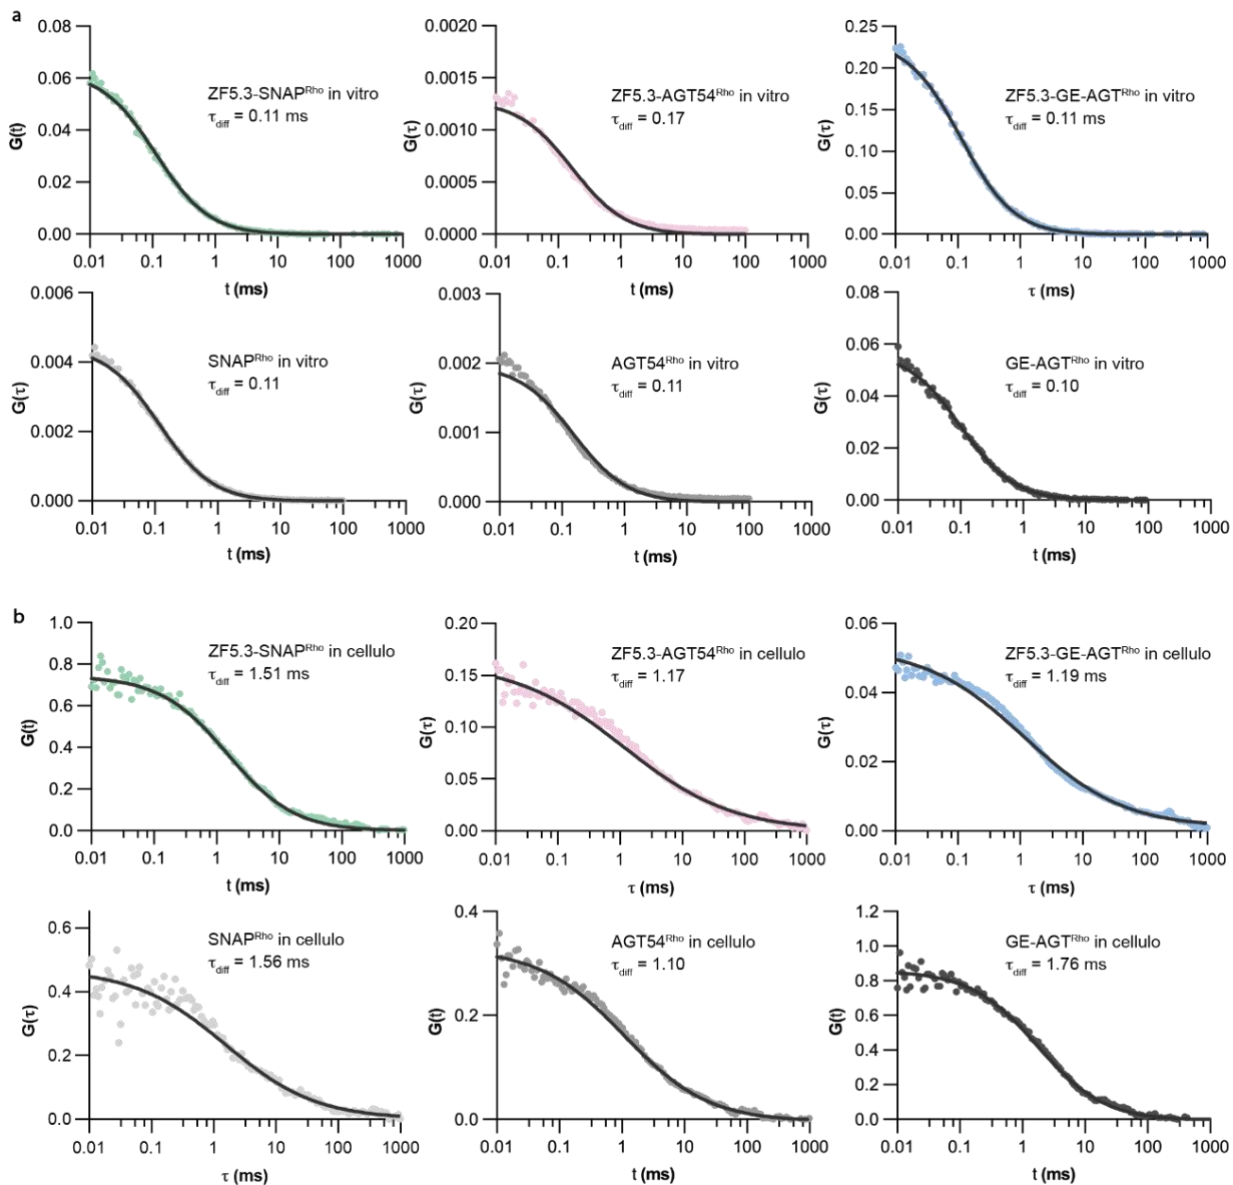 a
0.08
0.06
0.04
0.02
0.00
G(t)
ZF5.3-SNAPRho in vitro
τdiff = 0.11 ms
0.01 0.1 1 10 100 1000
t (ms)
0.0020
0.0015
0.0010
0.0005
0.0000
G(τ)
ZF5.3-AGT54Rho in vitro
τdiff = 0.17
0.01 0.1 1 10 100 1000
t (ms)
0.25
0.20
0.15
0.10
0.05
0.00
G(τ)
ZF5.3-GE-AGTRho in vitro
τdiff = 0.11 ms
0.01 0.1 1 10 100 1000
τ (ms)
0.006
0.004
0.002
0.000
G(τ)
SNAPRho in vitro
τdiff = 0.11
0.01 0.1 1 10 100 1000
t (ms)
0.003
0.002
0.001
0.000
G(τ)
AGT54Rho in vitro
τdiff = 0.11
0.01 0.1 1 10 100 1000
t (ms)
0.08
0.06
0.04
0.02
0.00
G(τ)
GE-AGTRho in vitro
τdiff = 0.10
0.01 0.1 1 10 100 1000
t (ms)
b
1.0
0.8
0.6
0.4
0.2
0.0
G(t)
ZF5.3-SNAPRho in cellulo
τdiff = 1.51 ms
0.01 0.1 1 10 100 1000
t (ms)
0.20
0.15
0.10
0.05
0.00
G(τ)
ZF5.3-AGT54Rho in cellulo
τdiff = 1.17
0.01 0.1 1 10 100 1000
τ (ms)
0.06
0.04
0.02
0.00
G(τ)
ZF5.3-GE-AGTRho in cellulo
τdiff = 1.19 ms
0.01 0.1 1 10 100 1000
τ (ms)
0.6
0.4
0.2
0.0
G(τ)
SNAPRho in cellulo
τdiff = 1.56 ms
0.01 0.1 1 10 100 1000
τ (ms)
0.4
0.2
0.0
G(t)
AGT54Rho in cellulo
τdiff = 1.10
0.01 0.1 1 10 100 1000
t (ms)
1.2
1.0
0.8
0.6
0.4
0.2
0.0
G(t)
GE-AGTRho in cellulo
τdiff = 1.76 ms
0.01 0.1 1 10 100 1000
t (ms)